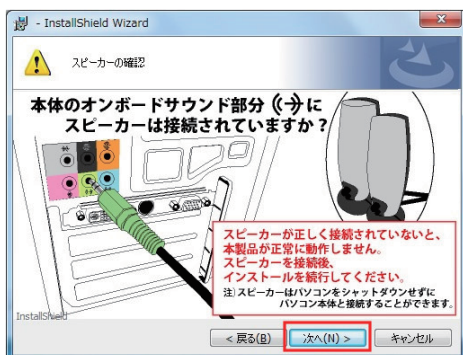 - InstallShield Wizard
スピーカーの確認
本体のオンボードサウンド部分 に
スピーカーは接続されていますか？
スピーカーが正しく接続されていないと、
本製品が正常に動作しません。
スピーカーを接続後、
インストールを続行してください。
注）スピーカーはパソコンをシャットダウンせずに
パソコン本体と接続することができます。
InstallShield
< 戻る(B)
次へ(N) >
キャンセル